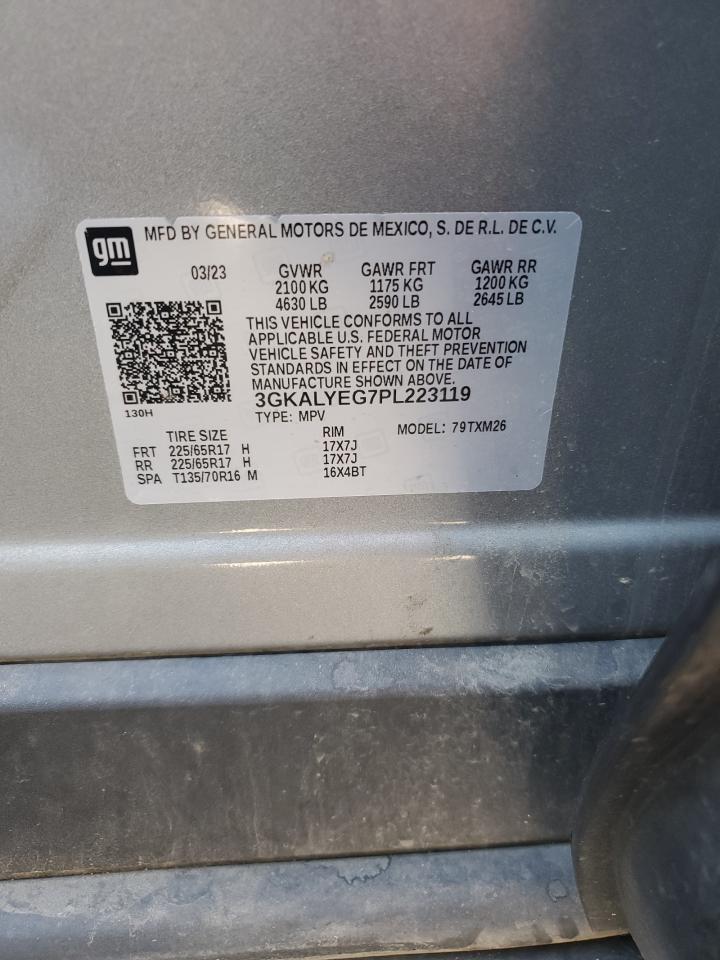 gm
MFD BY GENERAL MOTORS DE MEXICO, S. DE R.L. DE C.V.
03/23 GVWR GAWR FRT GAWR RR
2100 KG 1175 KG 1200 KG
4630 LB 2590 LB 2645 LB
THIS VEHICLE CONFORMS TO ALL
APPLICABLE U.S. FEDERAL MOTOR
VEHICLE SAFETY AND THEFT PREVENTION
STANDARDS IN EFFECT ON THE DATE OF
MANUFACTURE SHOWN ABOVE.
3GKALYEG7PL223119
130H
TYPE: MPV MODEL: 79TXM26
TIRE SIZE RIM
FRT 225/65R17 H 17X7J
RR 225/65R17 H 17X7J
SPA T135/70R16 M 16X4BT